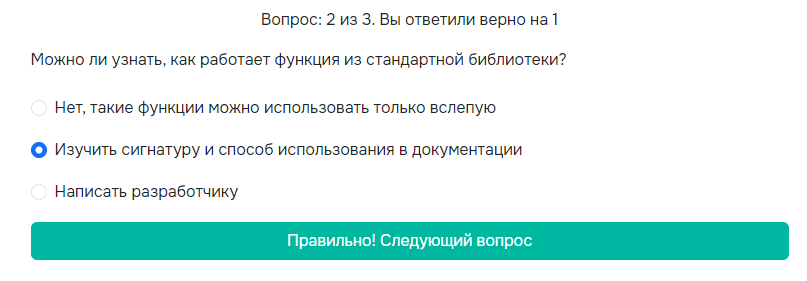 Вопрос: 2 из 3. Вы ответили верно на 1
Можно ли узнать, как работает функция из стандартной библиотеки?
Нет, такие функции можно использовать только вслепую
Изучить сигнатуру и способ использования в документации
Написать разработчику
Правильно! Следующий вопрос